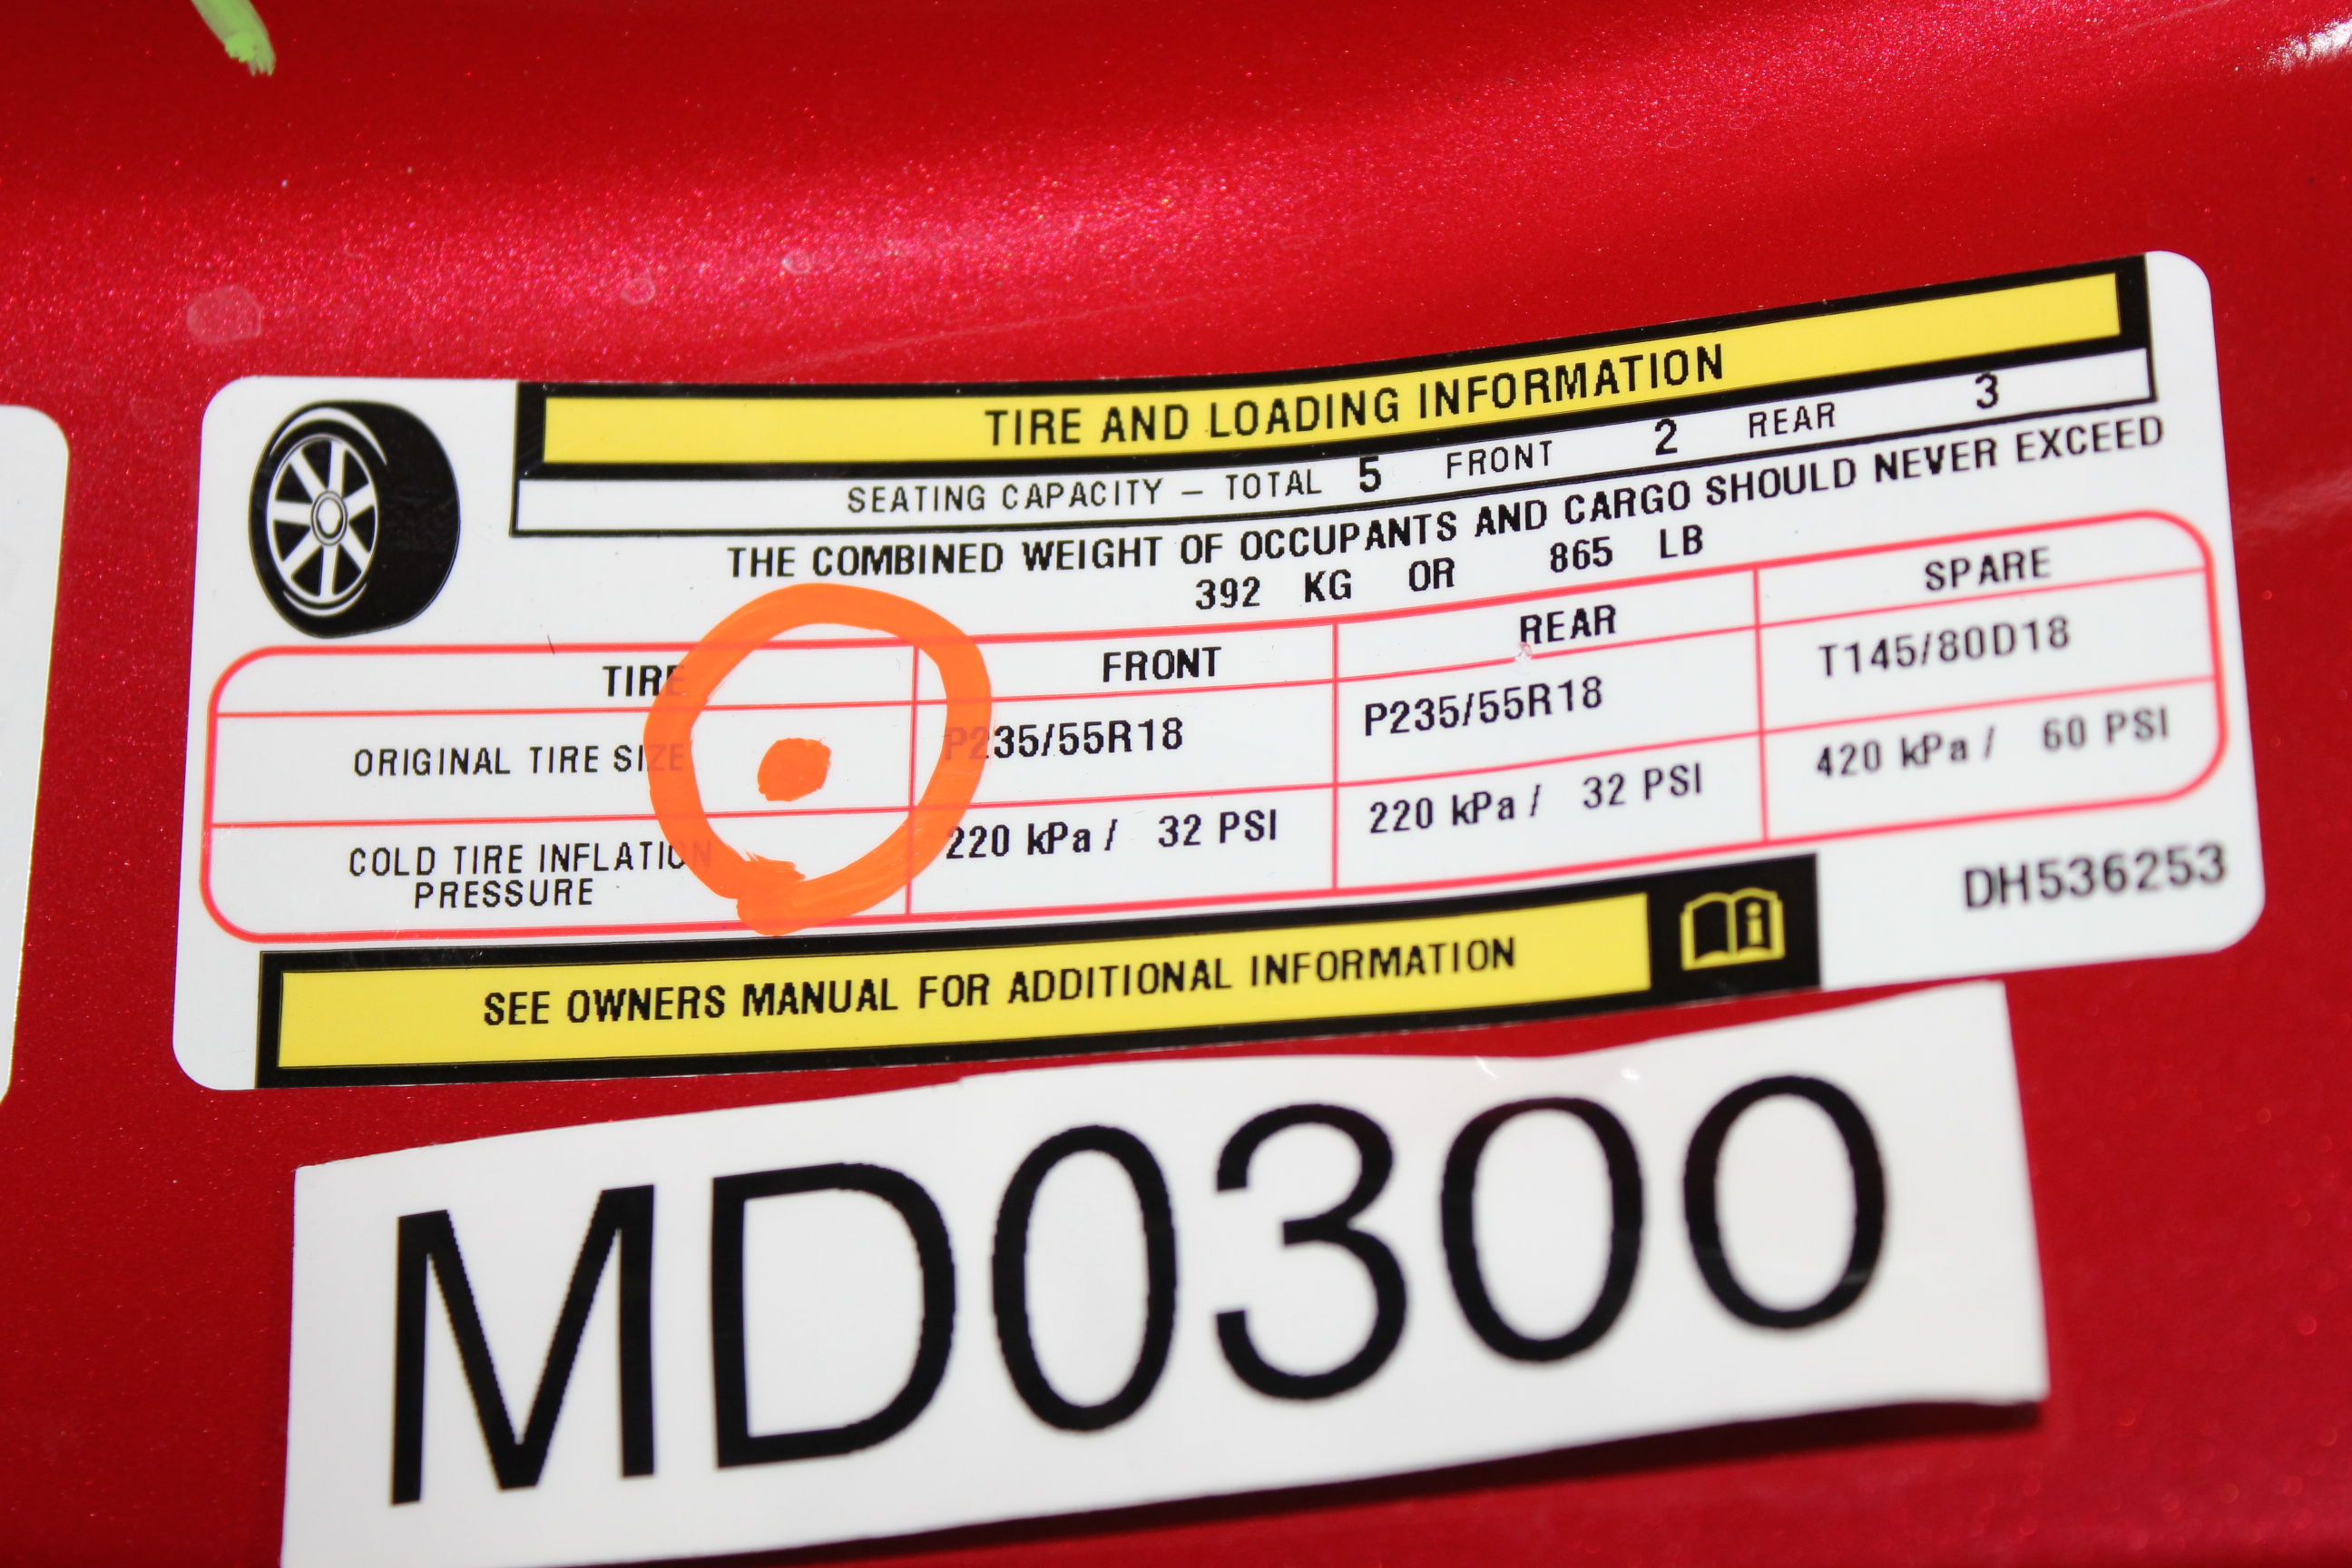 TIRE AND LOADING INFORMATION
SEATING CAPACITY – TOTAL 5 FRONT 2 REAR 3
THE COMBINED WEIGHT OF OCCUPANTS AND CARGO SHOULD NEVER EXCEED
392 KG OR 865 LB
TIRE FRONT REAR SPARE
ORIGINAL TIRE SIZE P235/55R18 P235/55R18 T145/80D18
COLD TIRE INFLATION PRESSURE 220 kPa / 32 PSI 220 kPa / 32 PSI 420 kPa / 60 PSI
SEE OWNERS MANUAL FOR ADDITIONAL INFORMATION
DH536253
MD0300